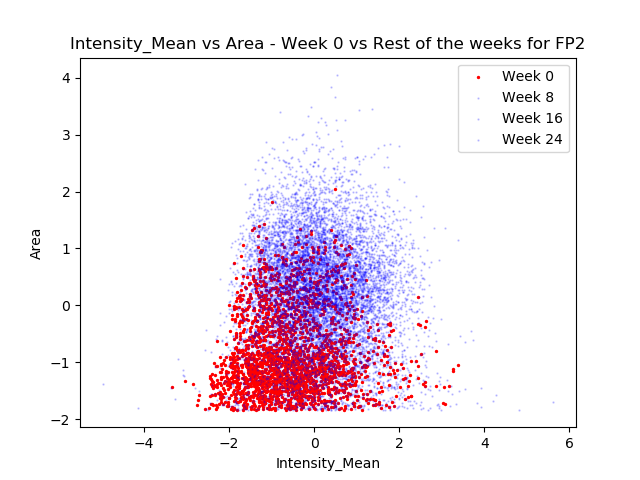 Intensity_Mean vs Area - Week 0 vs Rest of the weeks for FP2
Week 0
Week 8
Week 16
Week 24
Area
4
3
2
1
0
−1
−2
−4
−2
0
2
4
6
Intensity_Mean